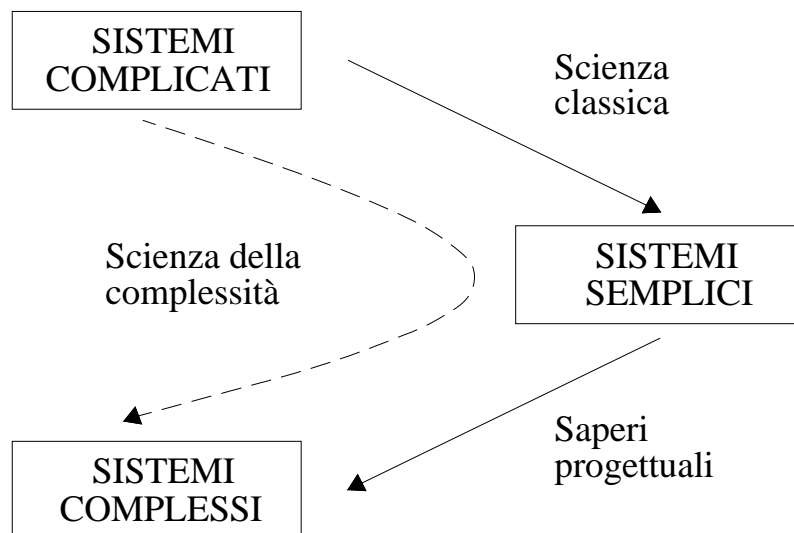 SISTEMI
COMPLICATI
Scienza
classica
Scienza della
complessità
SISTEMI
SEMPLICI
Saperi
progettuali
SISTEMI
COMPLESSI